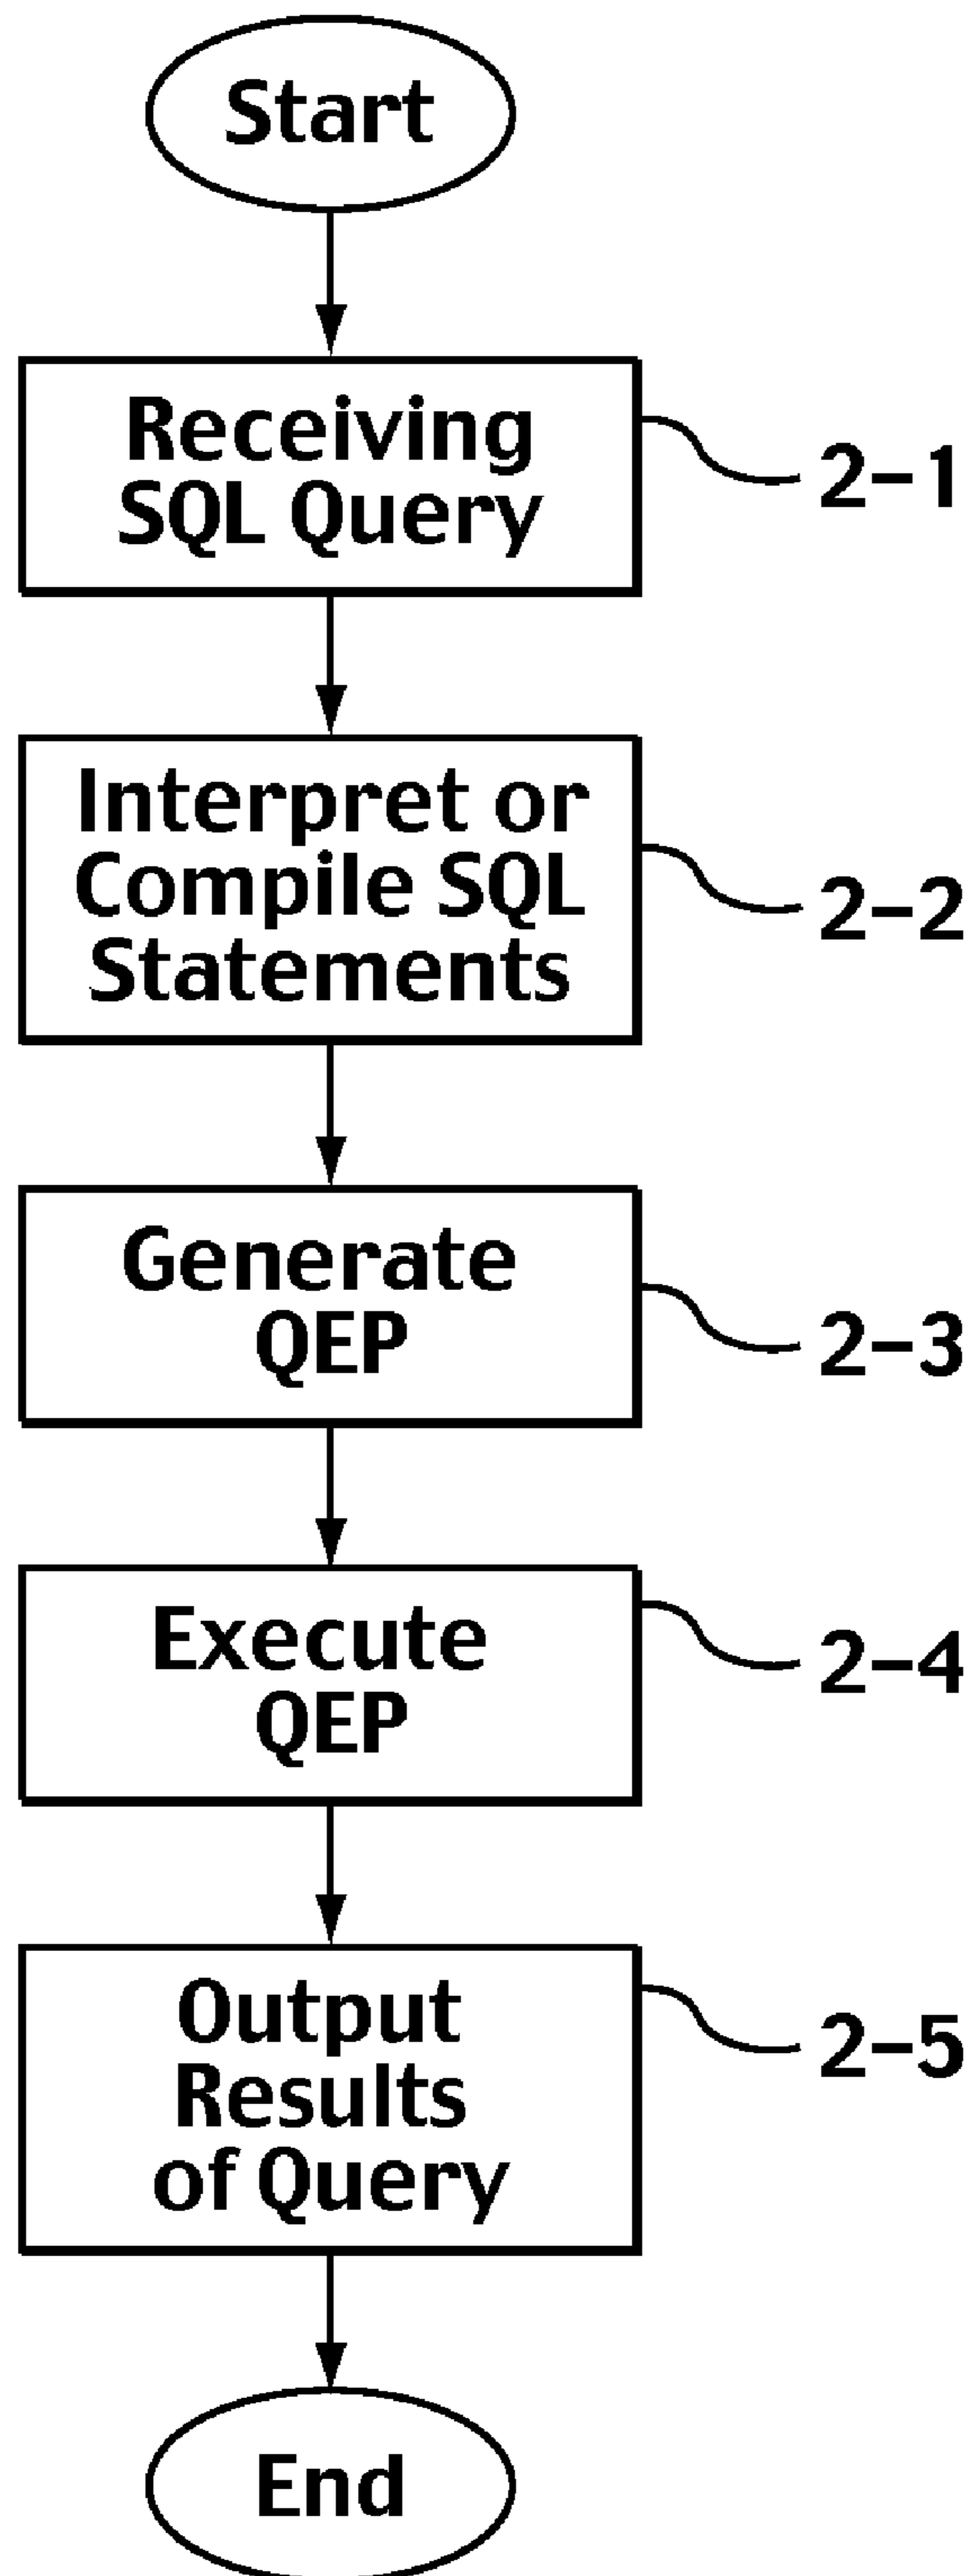 Start
Receiving
SQL Query
2-1
Interpret or
Compile SQL
Statements
2-2
Generate
QEP
2-3
Execute
QEP
2-4
Output
Results
of Query
2-5
End